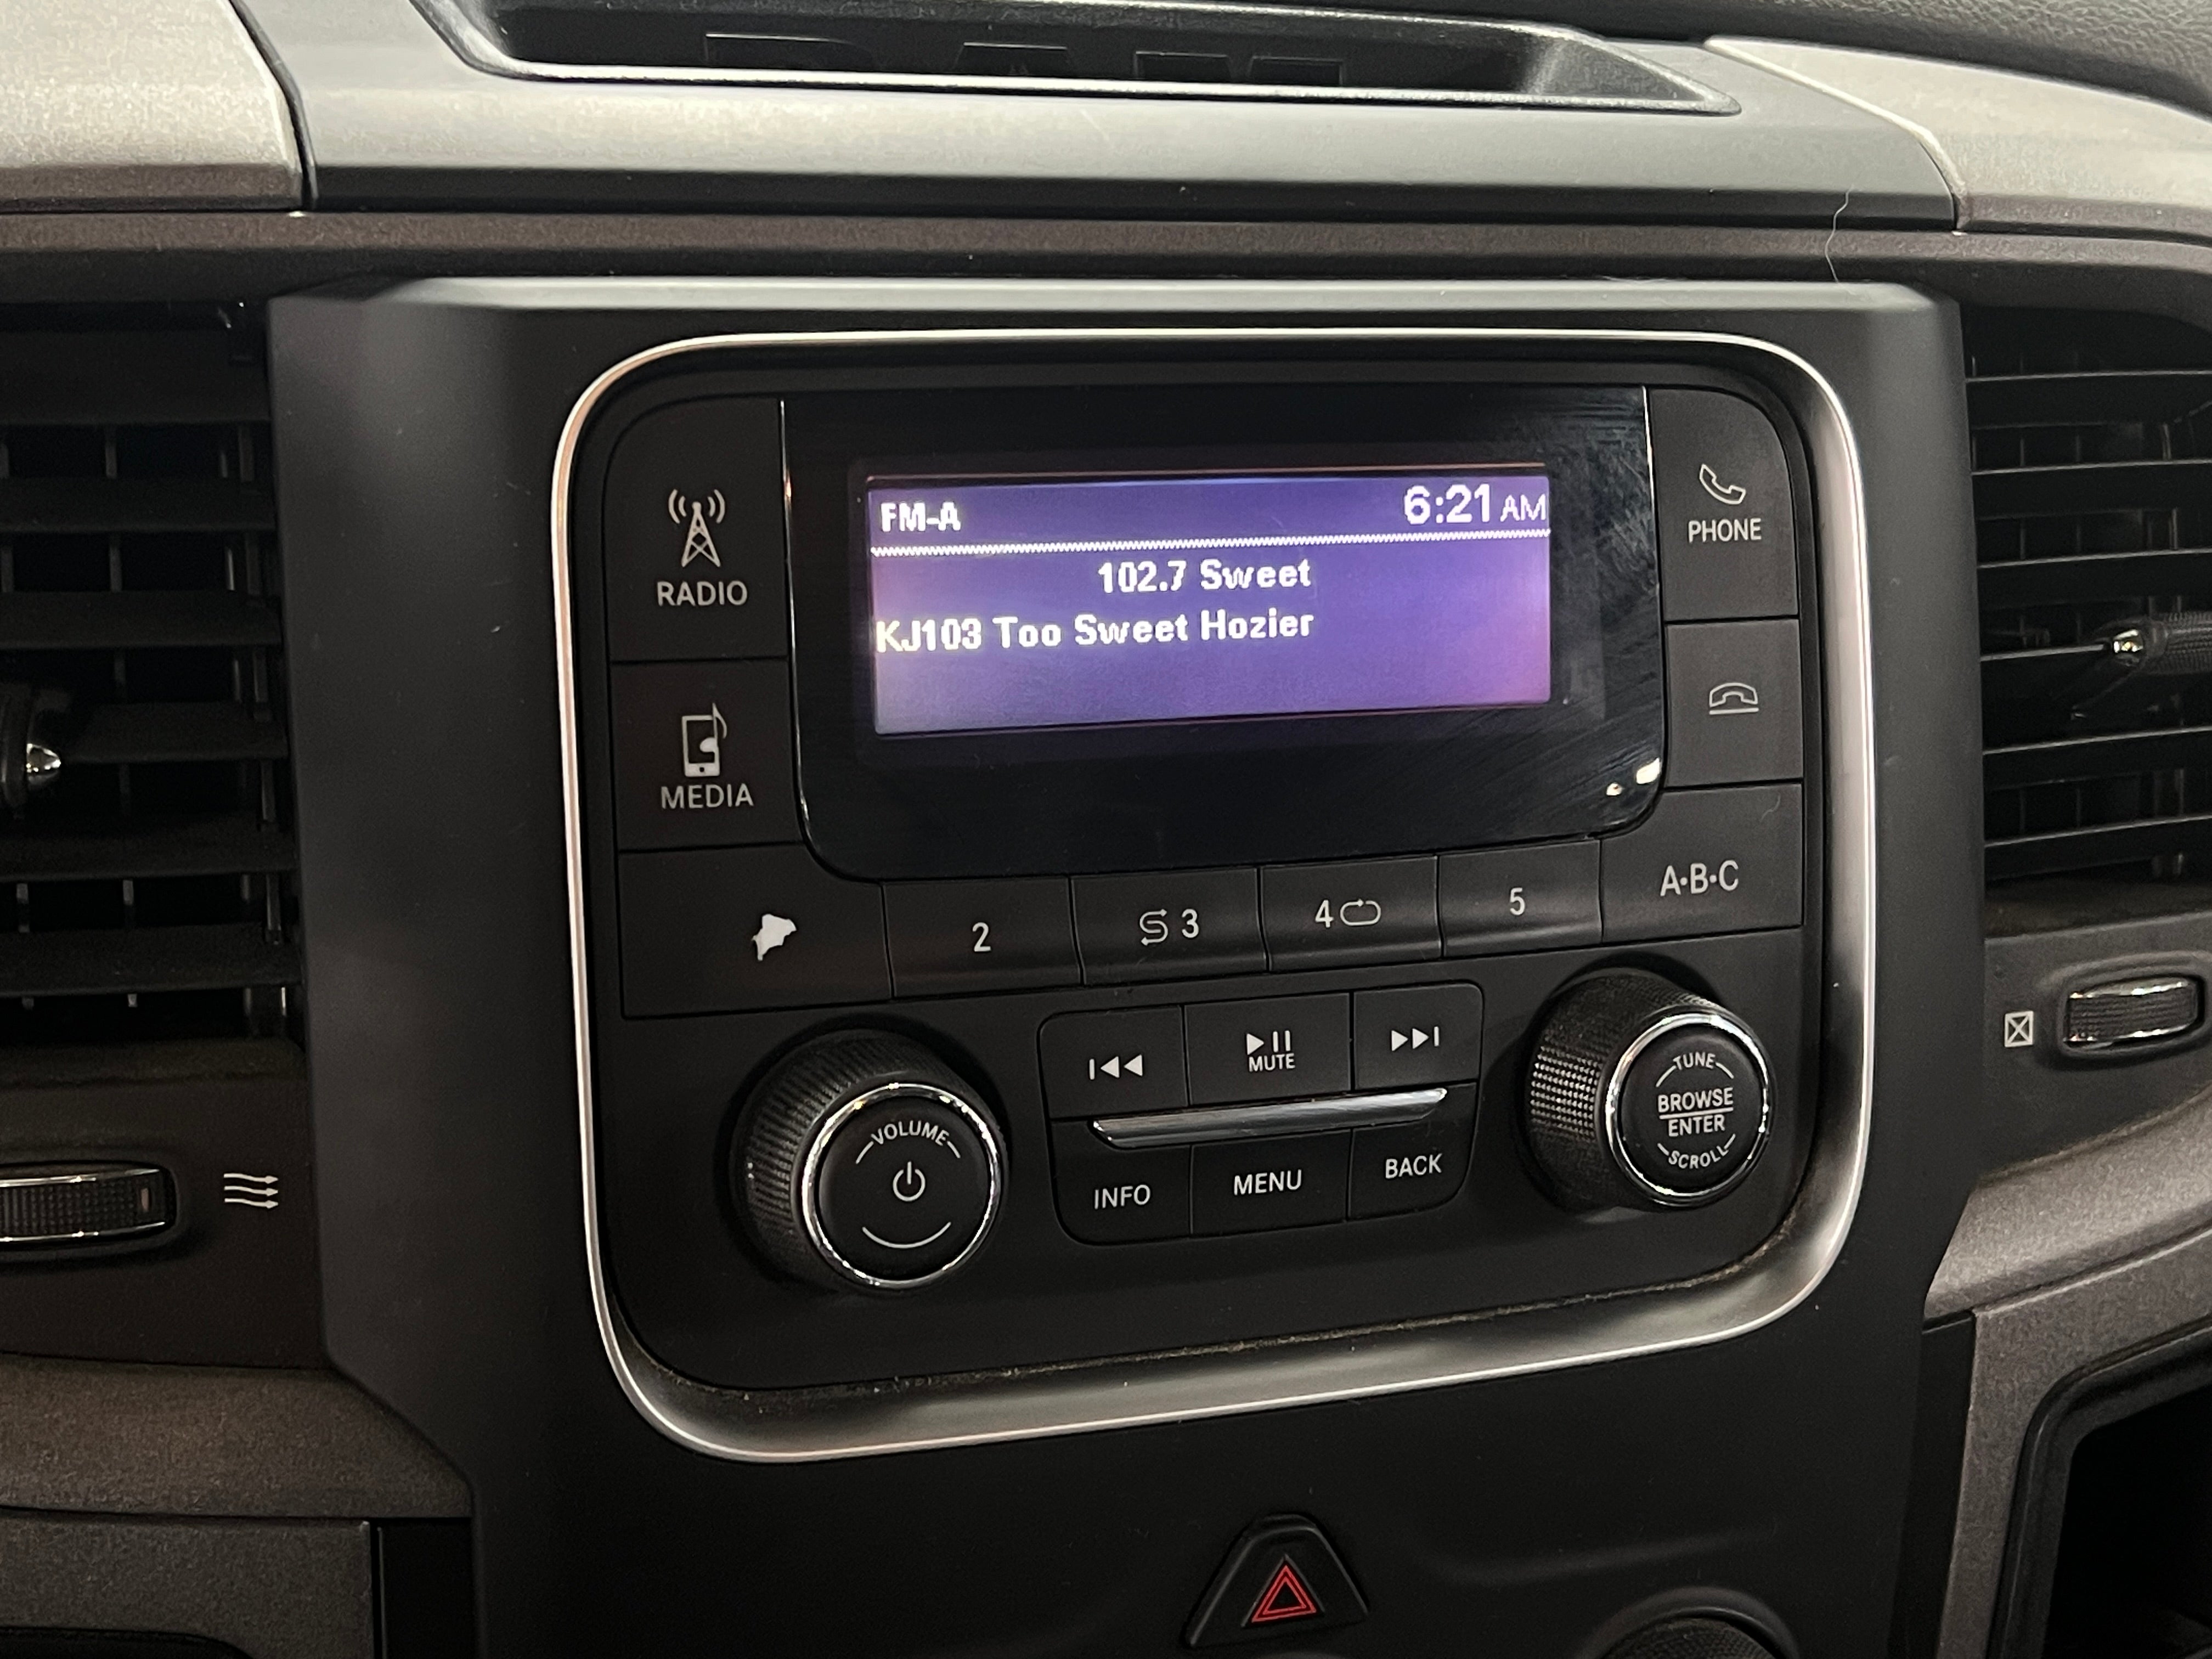 RAM
FM-A 6:21 AM
102.7 Sweet
KJ103 Too Sweet Hozier
RADIO
MEDIA
PHONE
2
3
4
5
A·B·C
MUTE
VOLUME
INFO
MENU
BACK
TUNE
BROWSE
ENTER
SCROLL